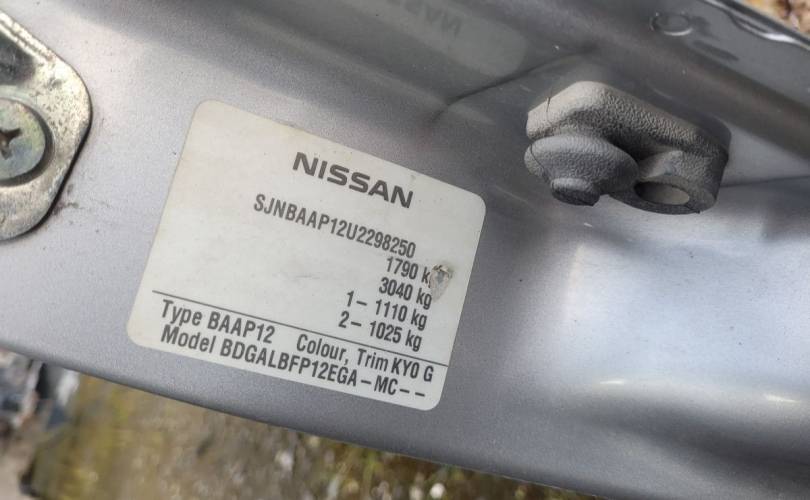 NISSAN
SJNBAAP12U2298250
1790 kg
3040 kg
1- 1110 kg
2- 1025 kg
Type BAAP12 Colour, Trim KY0 G
Model BDGALBFP12EGA-MC--